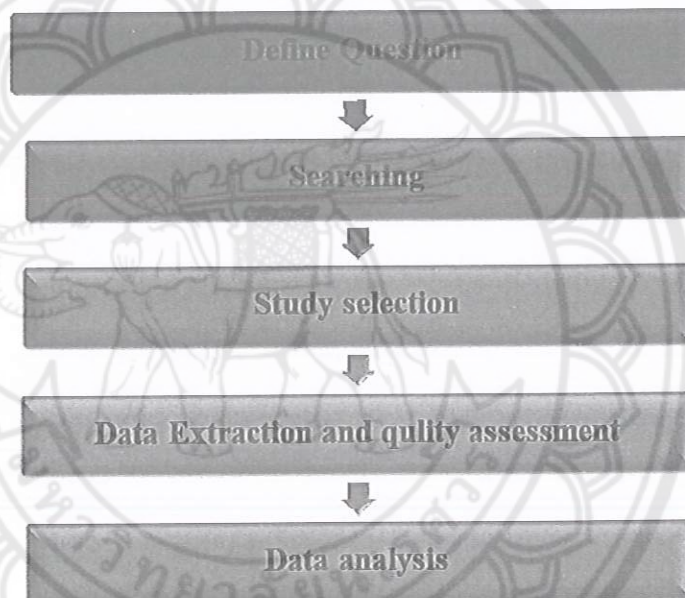 Define Question
Searching
Study selection
Data Extraction and qulity assessment
Data analysis